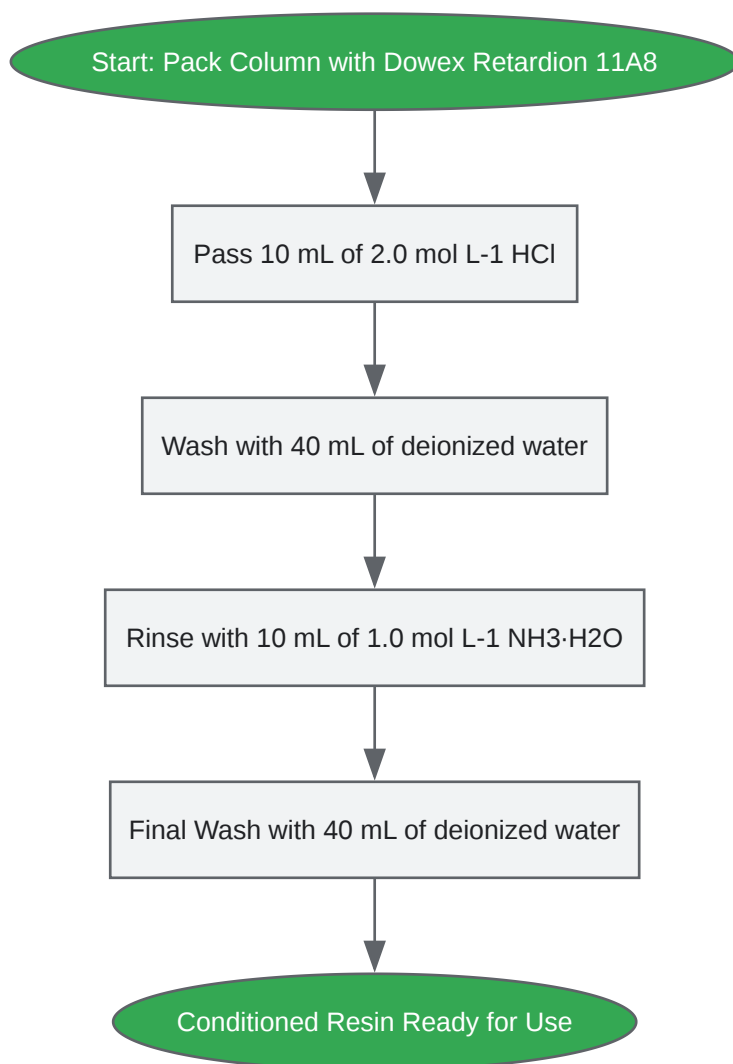 Start: Pack Column with Dowex Retardion 11A8
Pass 10 mL of 2.0 mol L-1 HCl
Wash with 40 mL of deionized water
Rinse with 10 mL of 1.0 mol L-1 NH3·H2O
Final Wash with 40 mL of deionized water
Conditioned Resin Ready for Use